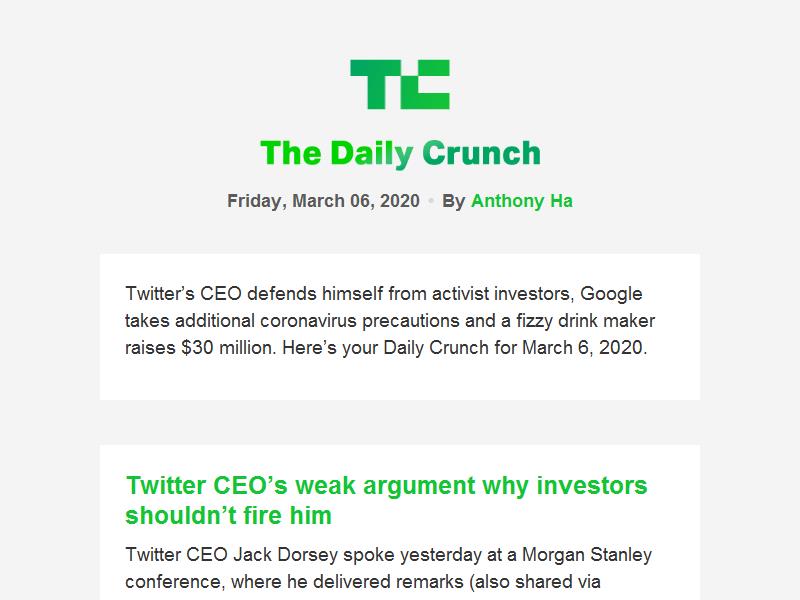 TC
The Daily Crunch
Friday, March 06, 2020 • By Anthony Ha
Twitter’s CEO defends himself from activist investors, Google
takes additional coronavirus precautions and a fizzy drink maker
raises $30 million. Here’s your Daily Crunch for March 6, 2020.
Twitter CEO’s weak argument why investors
shouldn’t fire him
Twitter CEO Jack Dorsey spoke yesterday at a Morgan Stanley
conference, where he delivered remarks (also shared via